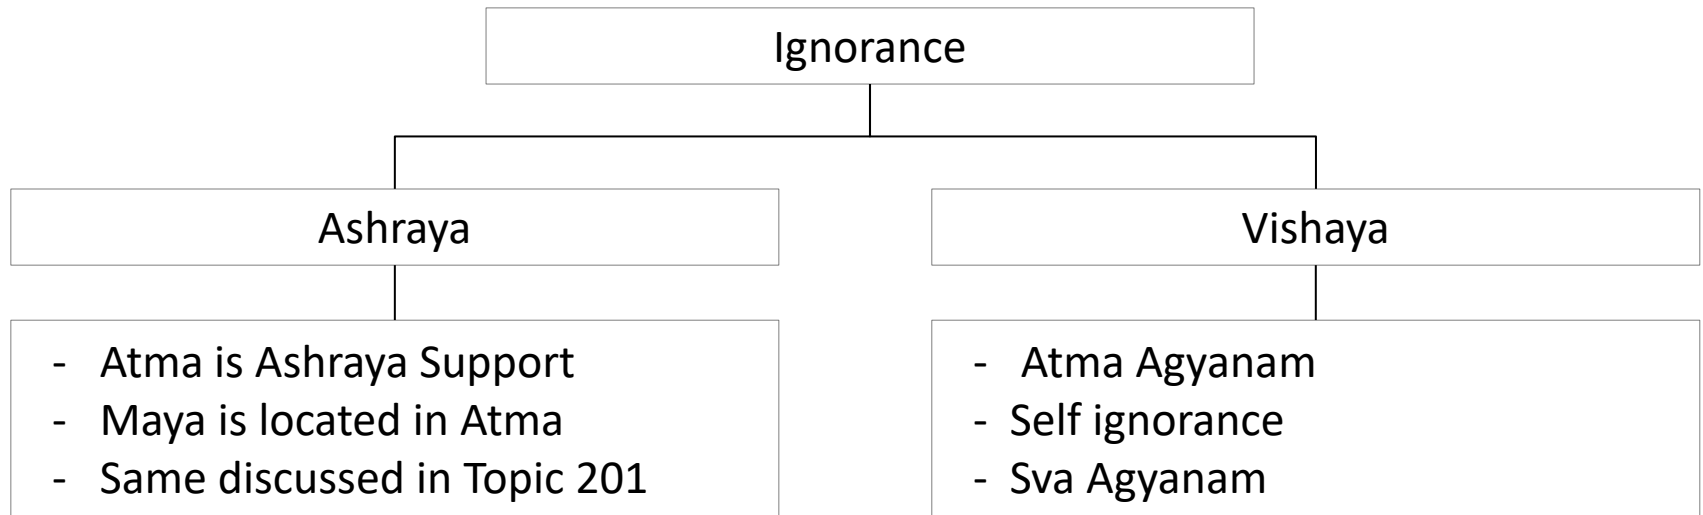 Ignorance
Ashraya
Vishaya
- Atma is Ashraya Support
- Maya is located in Atma
- Same discussed in Topic 201
- Atma Agyanam
- Self ignorance
- Sva Agyanam